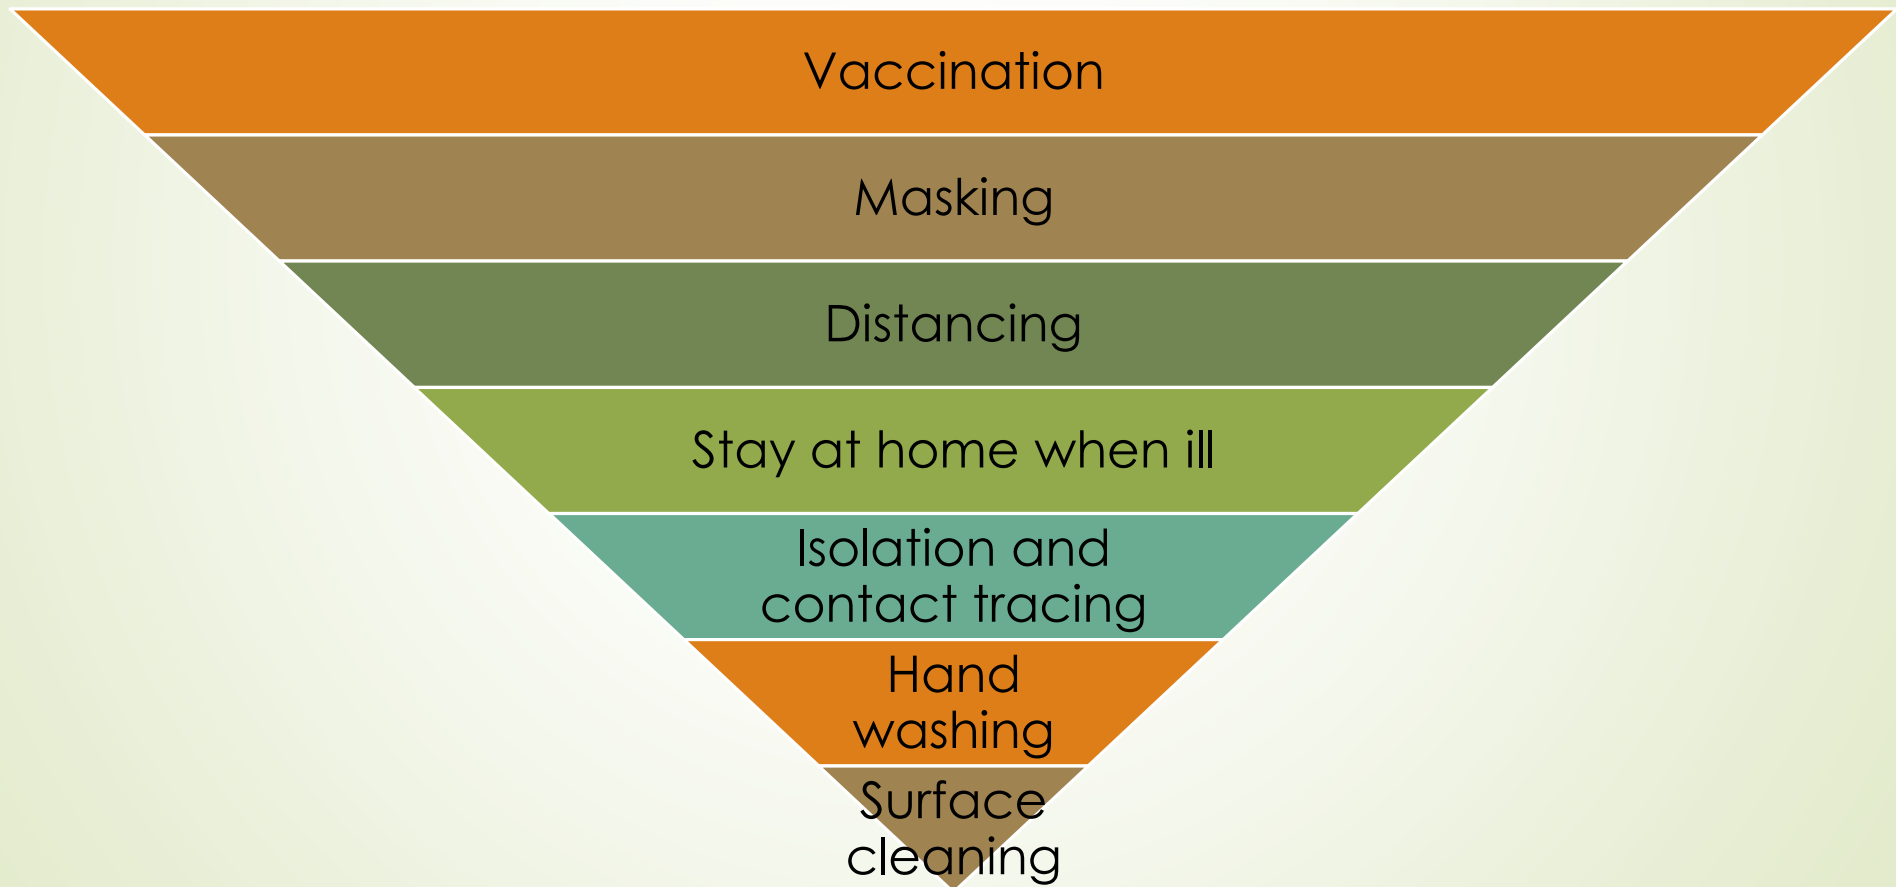 Vaccination
Masking
Distancing
Stay at home when ill
Isolation and
contact tracing
Hand
washing
Surface
cleaning